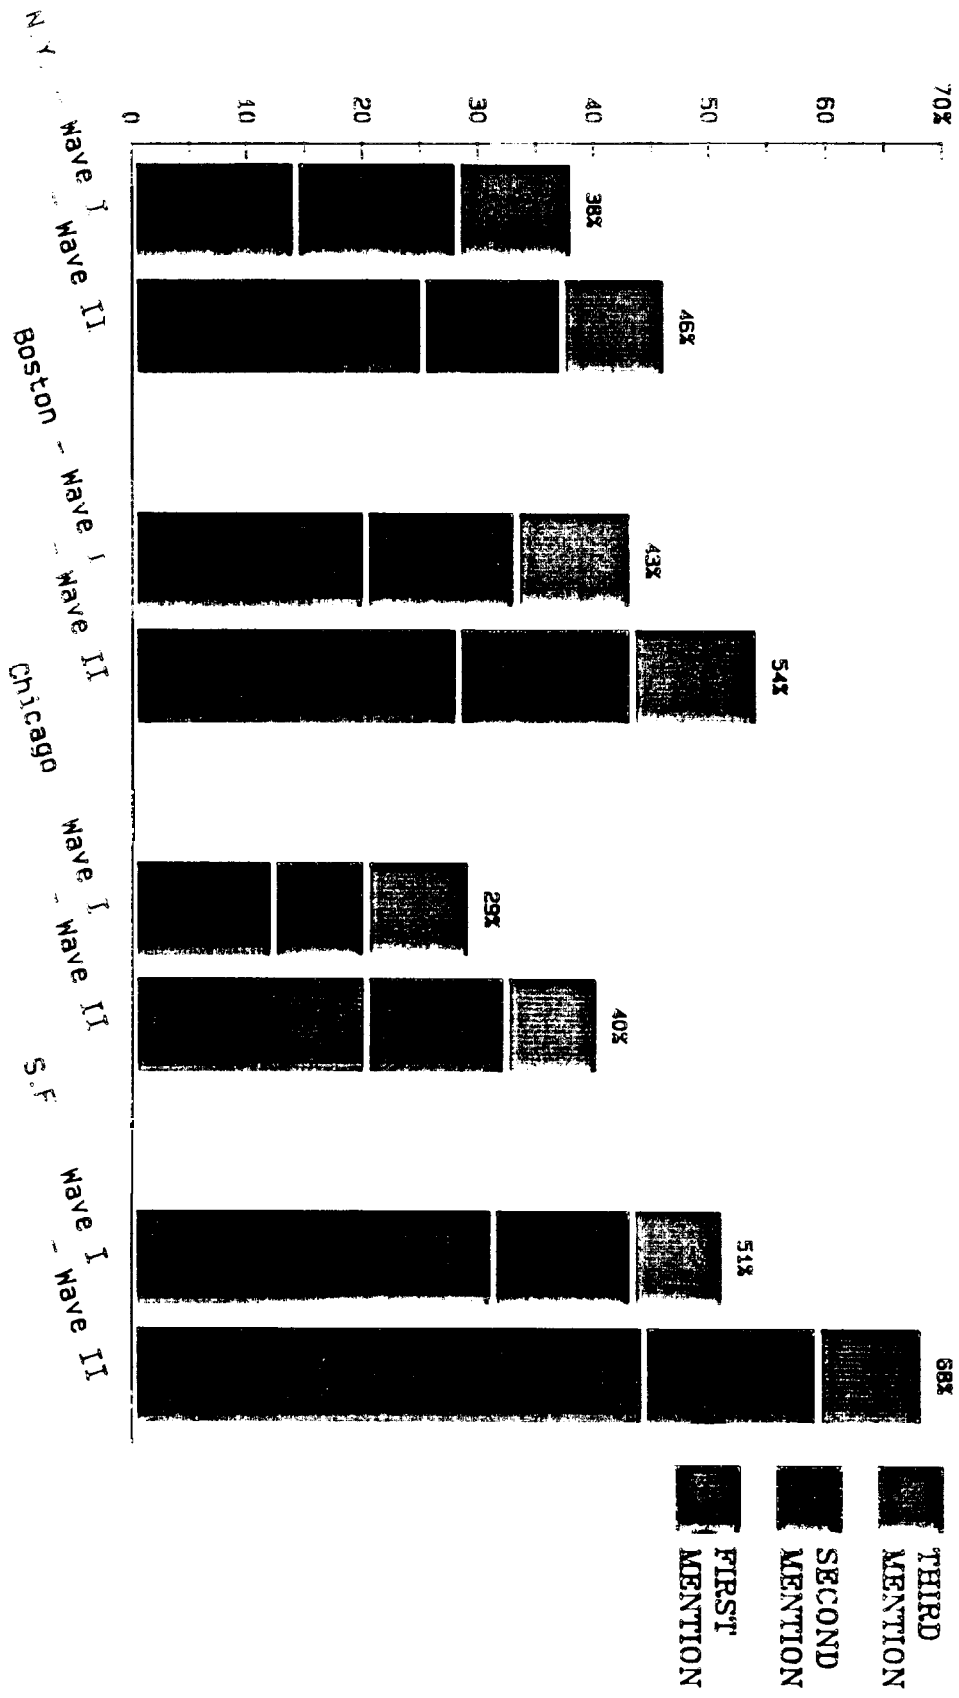 70%
60
50
40
30
20
10
0
38%
46%
43%
54%
29%
40%
51%
68%
N.Y. - Wave I
- Wave II
Boston - Wave I
- Wave II
Chicago Wave I
- Wave II
S.F Wave I
- Wave II
THIRD
MENTION
SECOND
MENTION
FIRST
MENTION